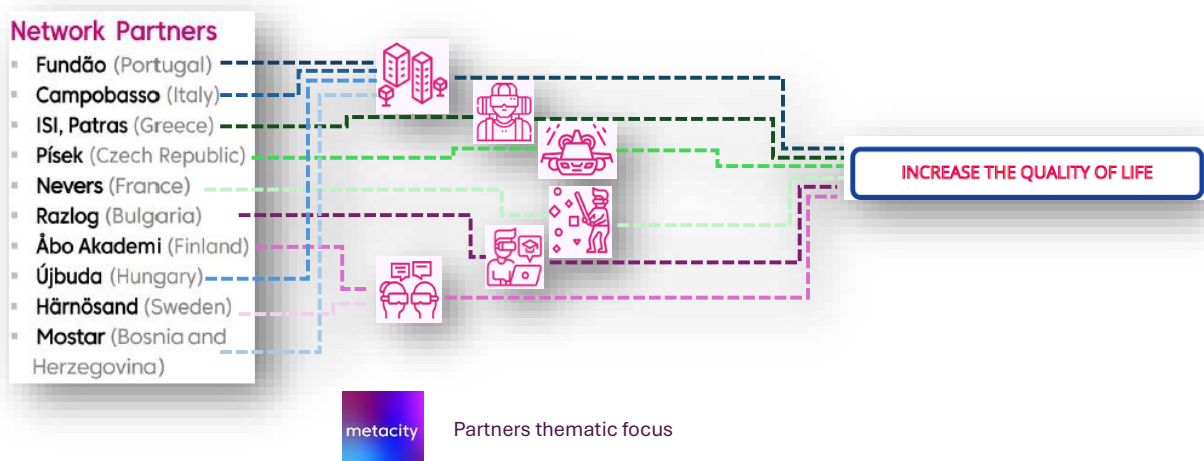 Network Partners
Fundão (Portugal)
Campobasso (Italy)
ISI, Patras (Greece)
Písek (Czech Republic)
Nevers (France)
Razlog (Bulgaria)
Åbo Akademi (Finland)
Újbuda (Hungary)
Härnösand (Sweden)
Mostar (Bosnia and
Herzegovina)
INCREASE THE QUALITY OF LIFE
metacity
Partners thematic focus